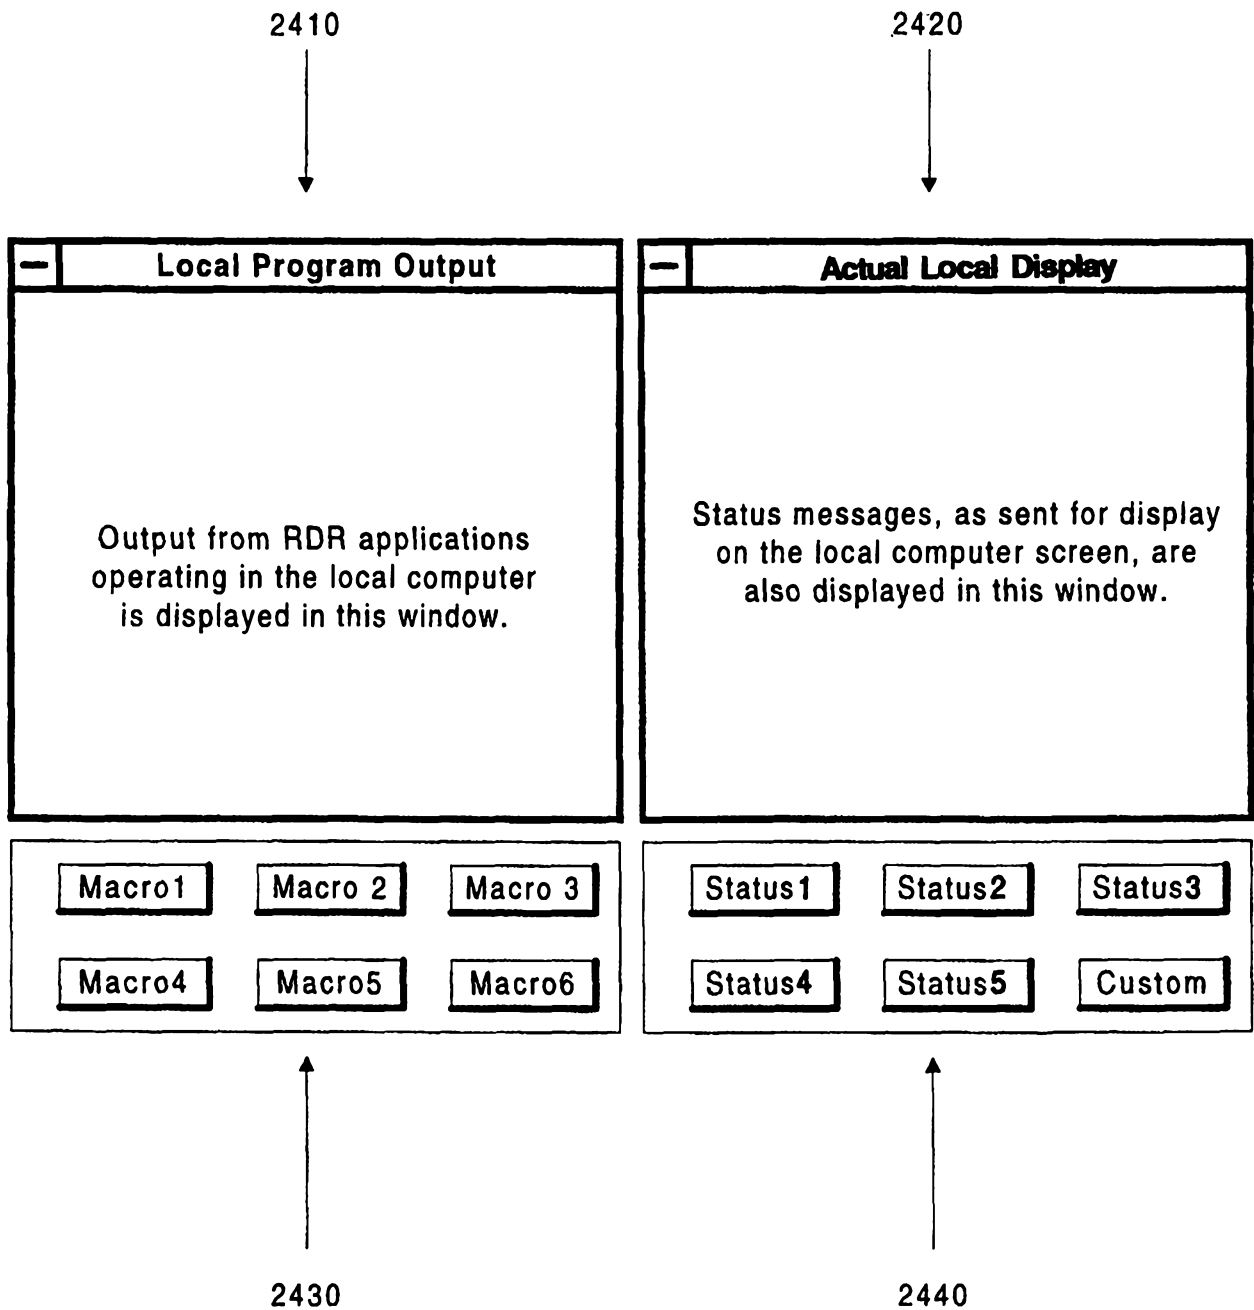 2410
2420
Local Program Output
Actual Local Display
Output from RDR applications
operating in the local computer
is displayed in this window.
Status messages, as sent for display
on the local computer screen, are
also displayed in this window.
Macro1
Macro 2
Macro 3
Macro4
Macro5
Macro6
Status1
Status2
Status3
Status4
Status5
Custom
2430
2440